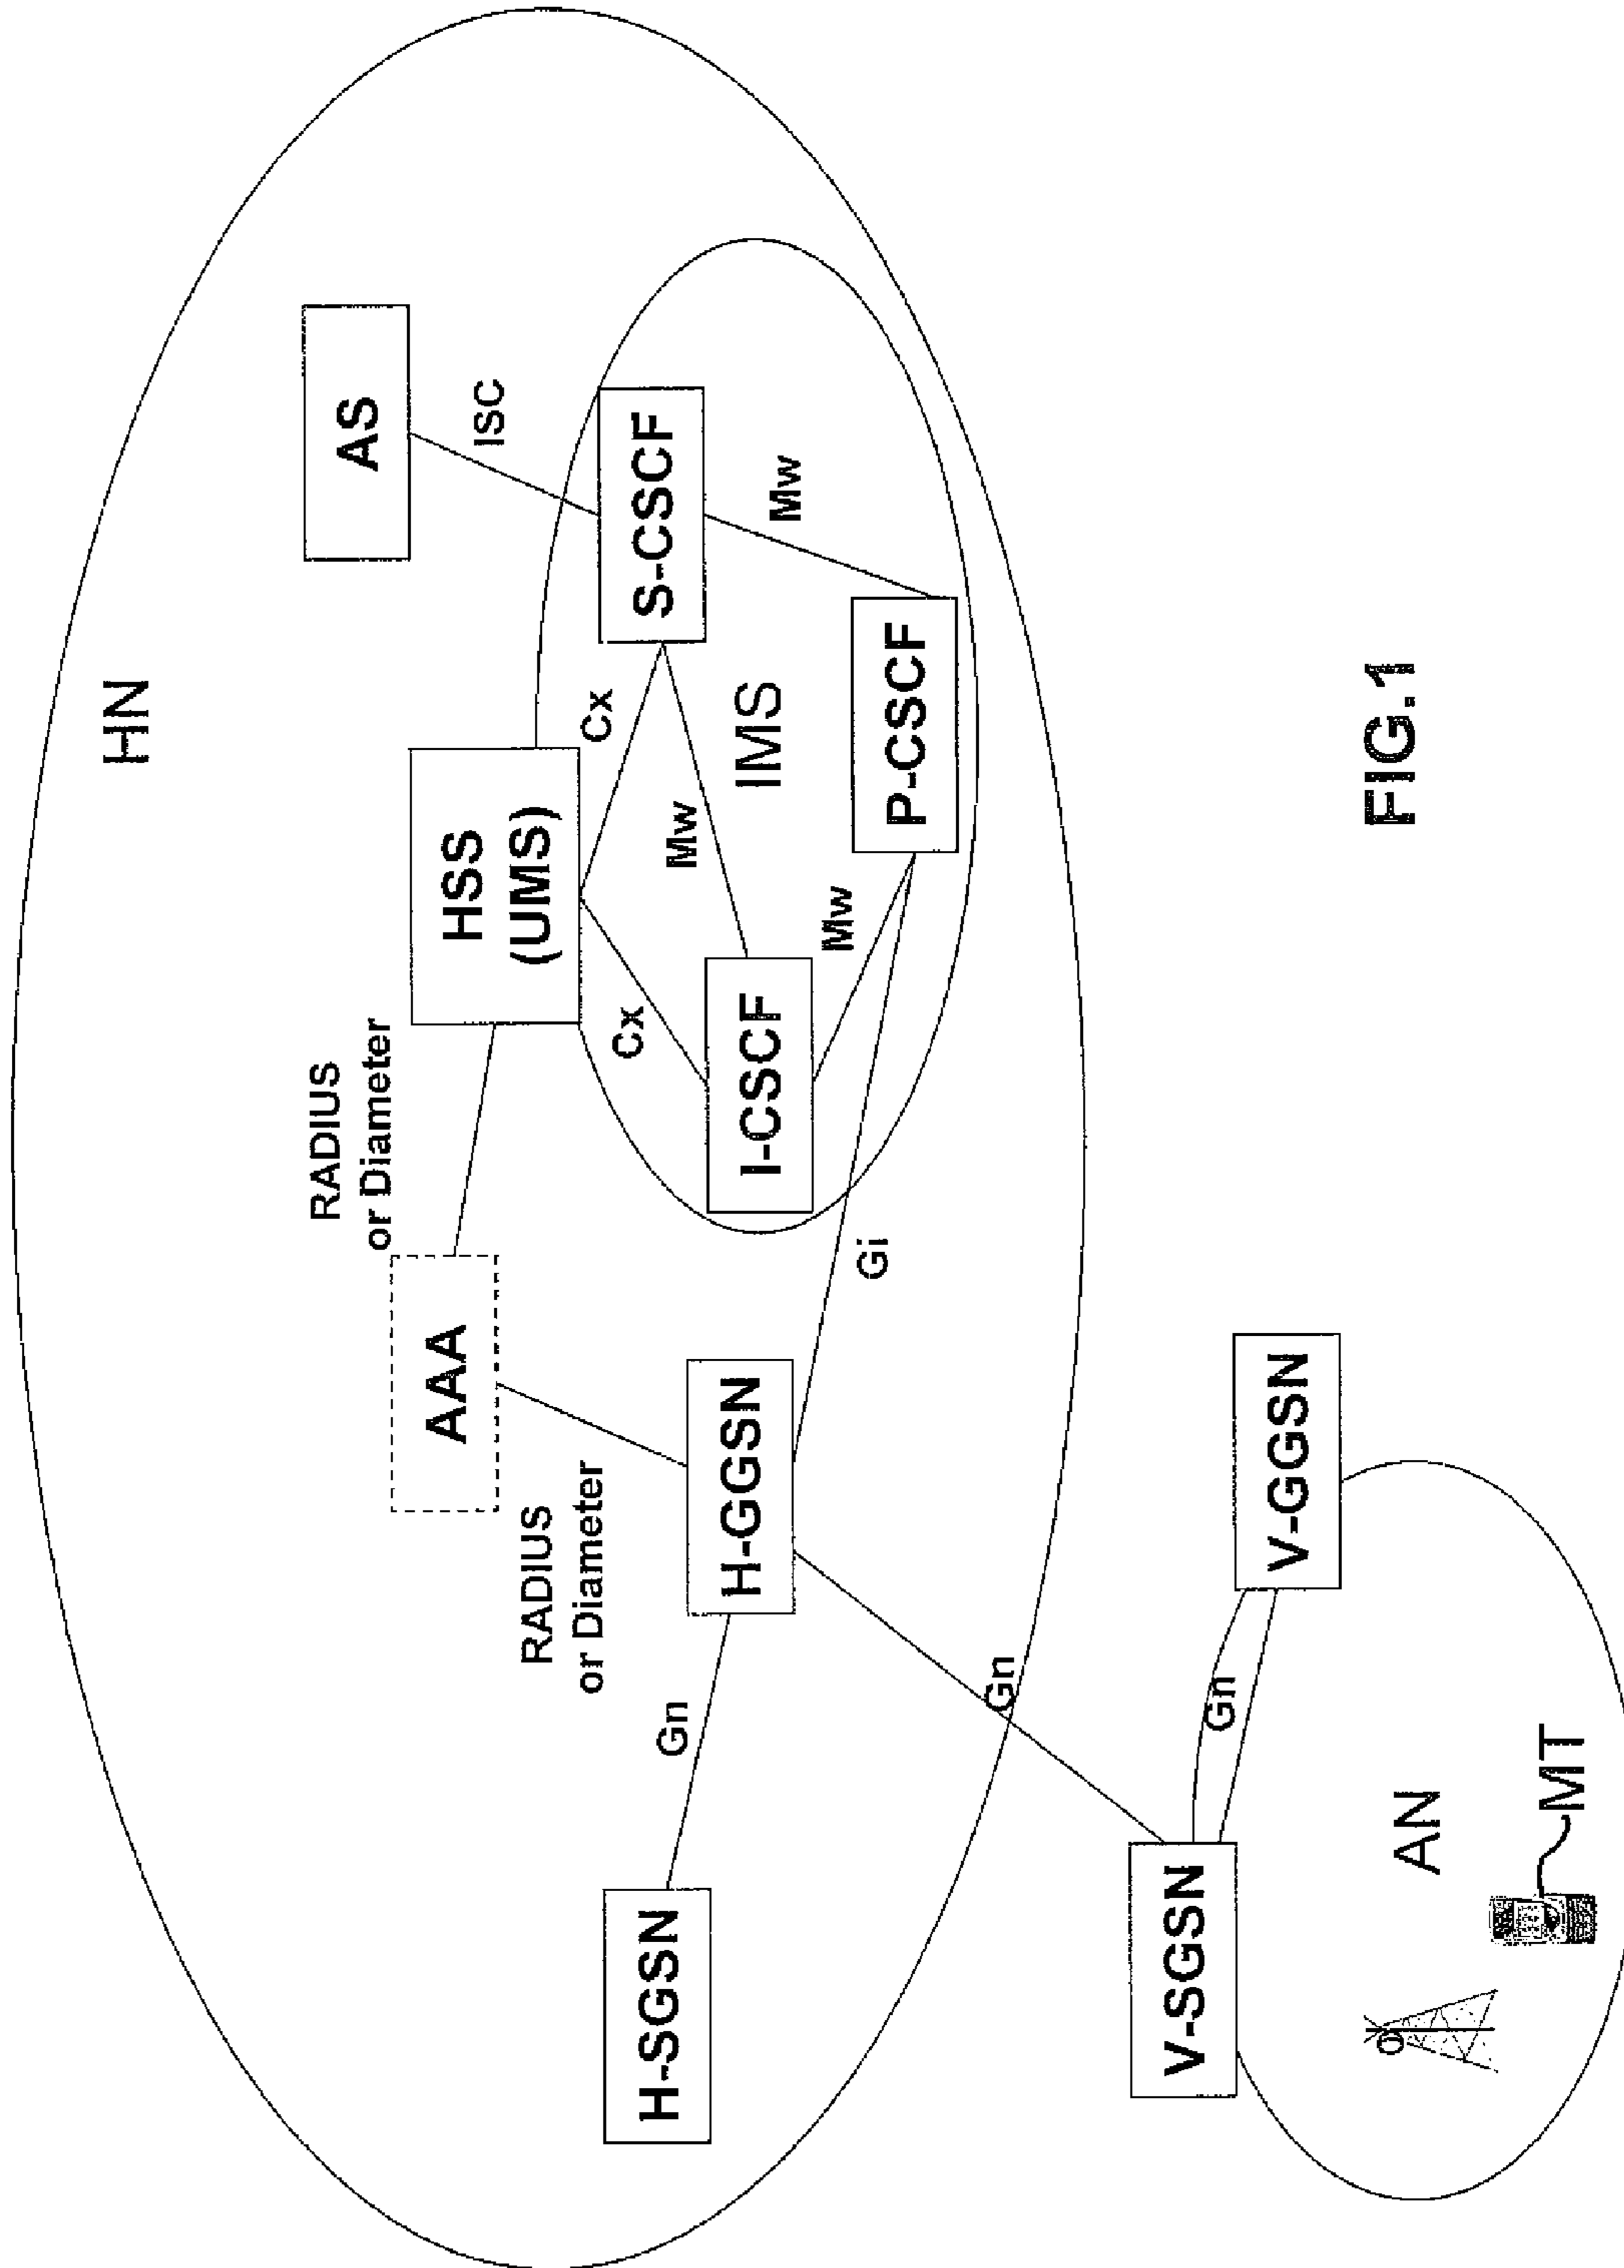 HN
AS
ISC
RADIUS
or Diameter
HSS
(UMS)
Cx
S-CSCF
AAA
Cx
Mw
IMS
Mw
I-CSCF
Mw
P-CSCF
RADIUS
or Diameter
H-GGSN
Gi
H-SGSN
Gn
Gn
V-SGSN
Gn
V-GGSN
AN
MT
FIG.1